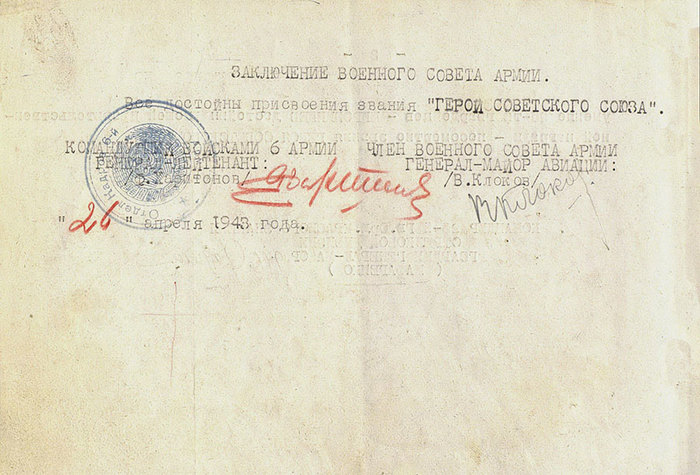 ЗАКЛЮЧЕНИЕ ВОЕННОГО СОВЕТА АРМИИ.
Все достойны присвоения звания "ГЕРОЙ СОВЕТСКОГО СОЮЗА".
КОМАНДУЮЩИЙ ВОЙСКАМИ 6 АРМИИ ЧЛЕН ВОЕННОГО СОВЕТА АРМИИ
ГЕНЕРАЛ-ЛЕЙТЕНАНТ: ГЕНЕРАЛ-МАЙОР АВИАЦИИ:
/В.Клоков/
"26" апреля 1943 года.
Отдел